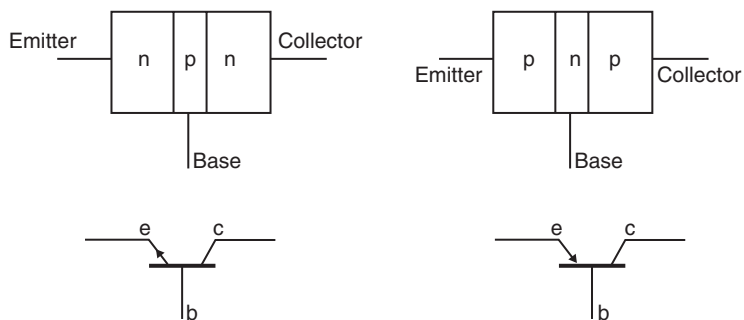 Emitter
n p n
Collector
Base
Emitter
p n p
Collector
Base
e c
b
e c
b